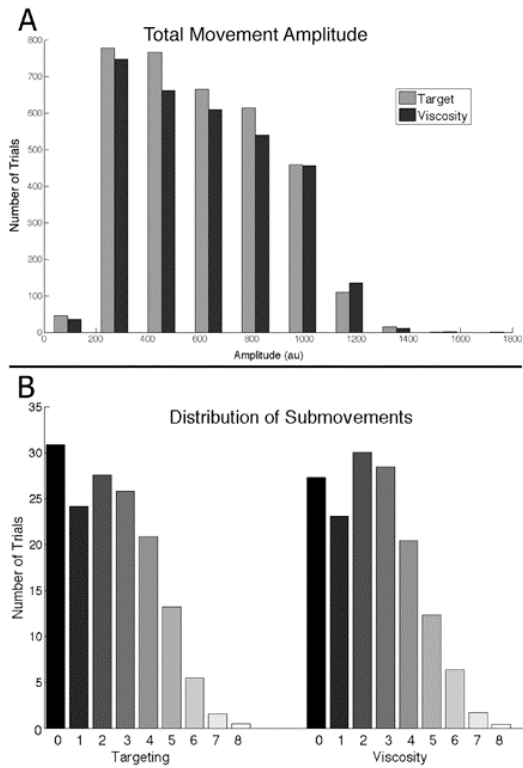 A
Total Movement Amplitude
800
700
600
500
400
300
200
100
0
Number of Trials
Target
Viscosity
0 200 400 600 800 1000 1200 1400 1600 1800
Amplitude (au)
B
Distribution of Submovements
35
30
25
20
15
10
5
0
Number of Trials
0 1 2 3 4 5 6 7 8 0 1 2 3 4 5 6 7 8
Targeting Viscosity